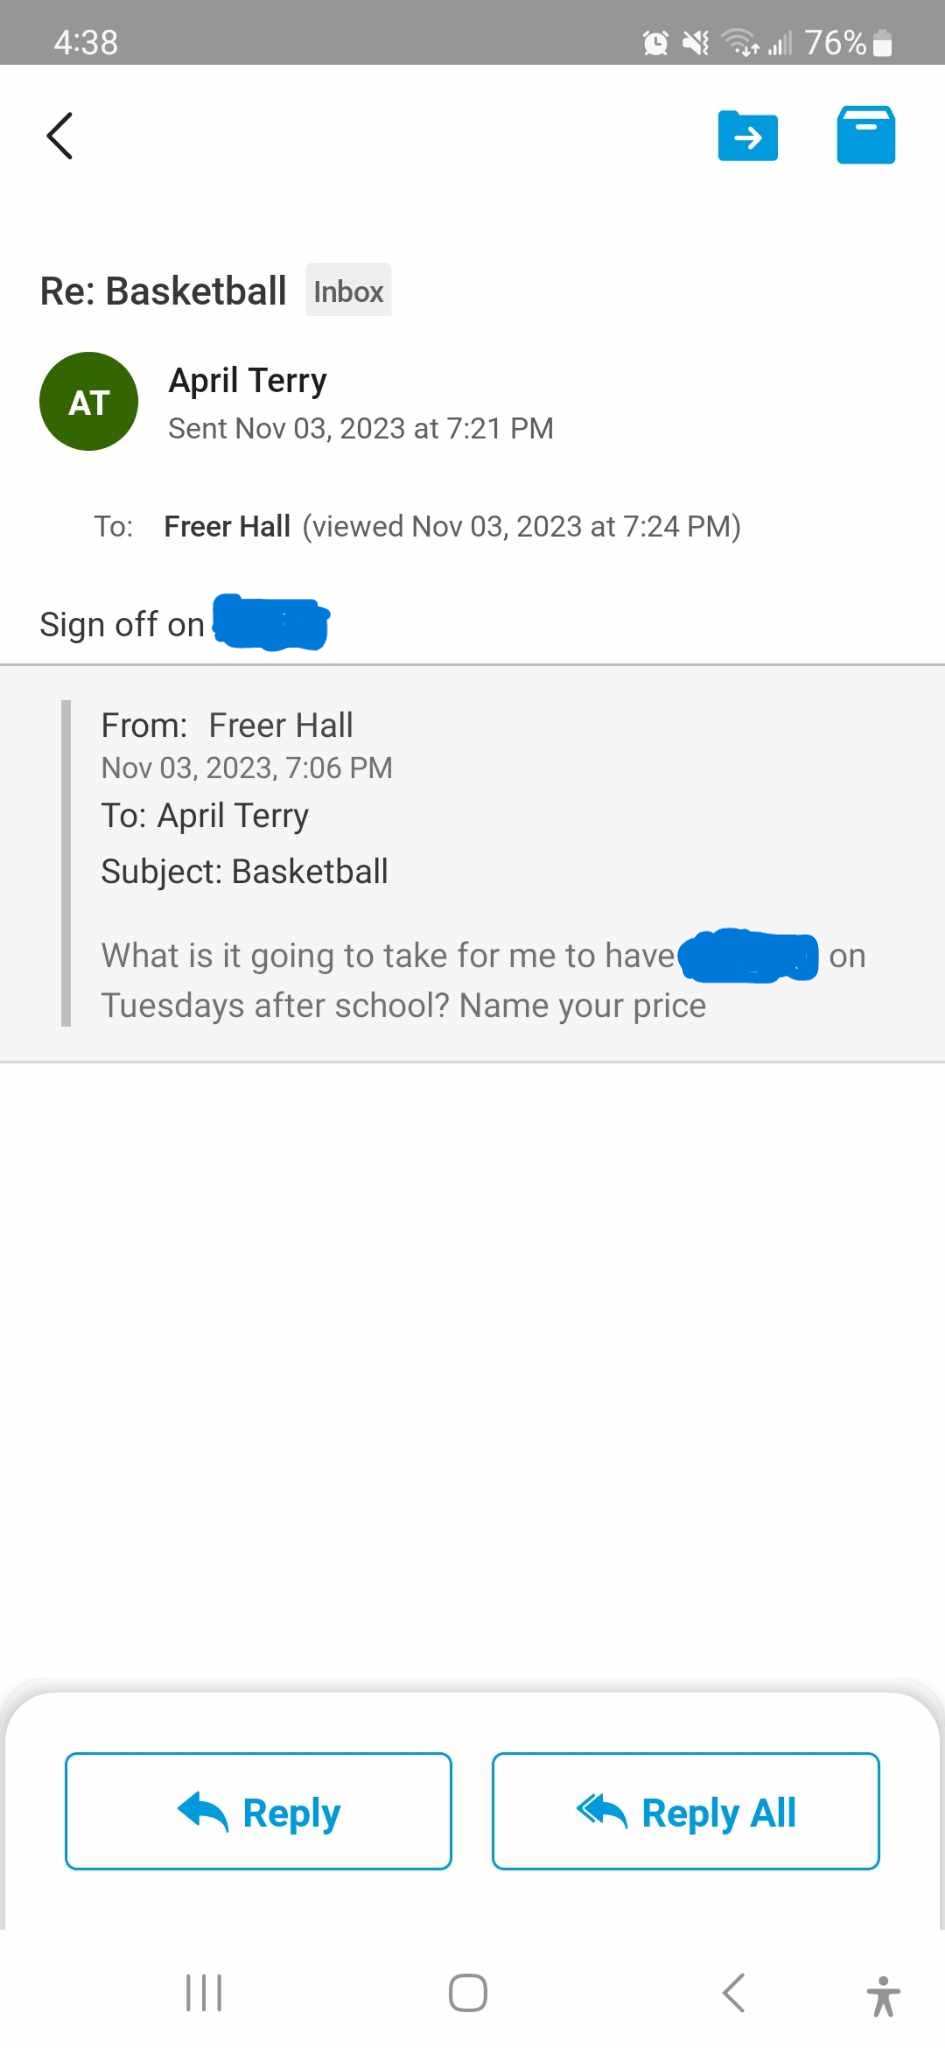 4:38 76%
Re: Basketball Inbox
AT
April Terry
Sent Nov 03, 2023 at 7:21 PM
To: Freer Hall (viewed Nov 03, 2023 at 7:24 PM)
Sign off on
From: Freer Hall
Nov 03, 2023, 7:06 PM
To: April Terry
Subject: Basketball
What is it going to take for me to have on
Tuesdays after school? Name your price
Reply Reply All